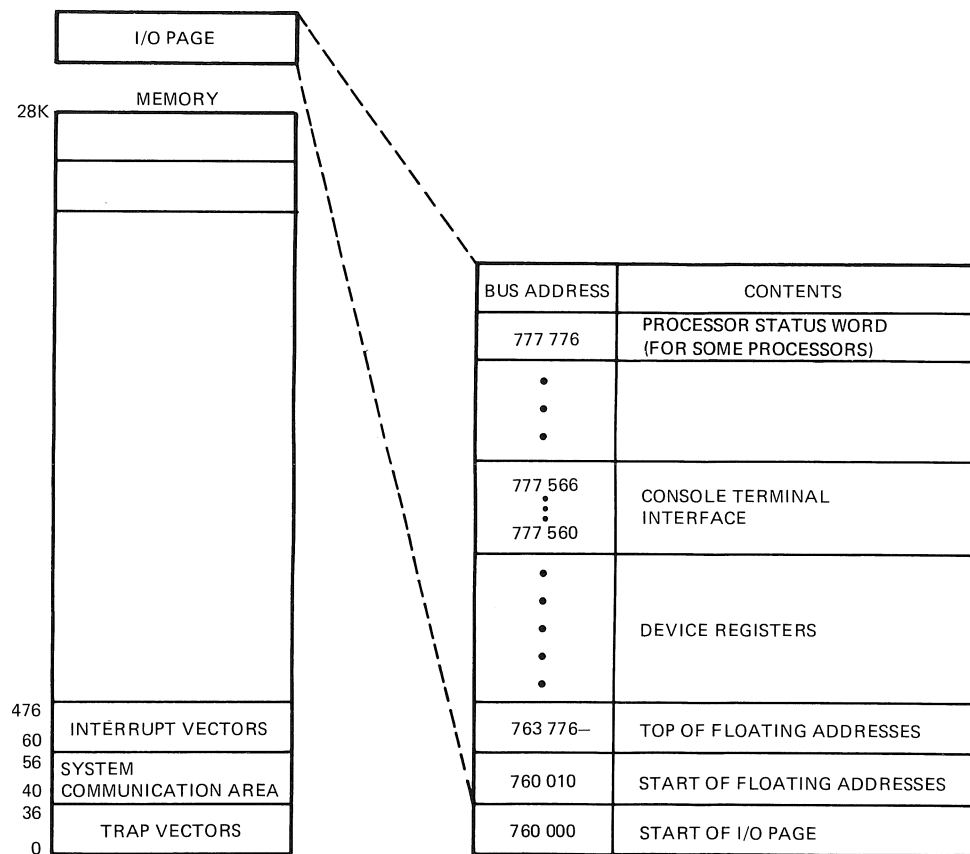 I/O PAGE
MEMORY
28K
476
INTERRUPT VECTORS
60
56
SYSTEM
COMMUNICATION AREA
40
36
TRAP VECTORS
0
BUS ADDRESS
CONTENTS
777 776
PROCESSOR STATUS WORD
(FOR SOME PROCESSORS)
777 566
777 560
CONSOLE TERMINAL
INTERFACE
DEVICE REGISTERS
763 776–
TOP OF FLOATING ADDRESSES
760 010
START OF FLOATING ADDRESSES
760 000
START OF I/O PAGE